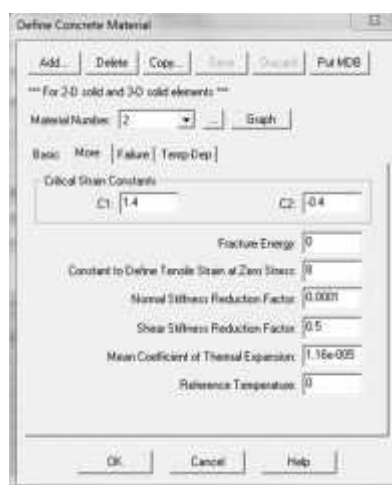 Define Concrete Material
Add... Delete Copy... Save Discard Put MDB
*** For 2-D solid and 3-D solid elements ***
Material Number: 2 ... Graph
Basic More Failure Temp-Dep
Critical Strain Constants
C1: 1.4 C2: -0.4
Fracture Energy: 0
Constant to Define Tensile Strain at Zero Stress: 8
Normal Stiffness Reduction Factor: 0.0001
Shear Stiffness Reduction Factor: 0.5
Mean Coefficient of Thermal Expansion: 1.16e-005
Reference Temperature: 0
OK Cancel Help